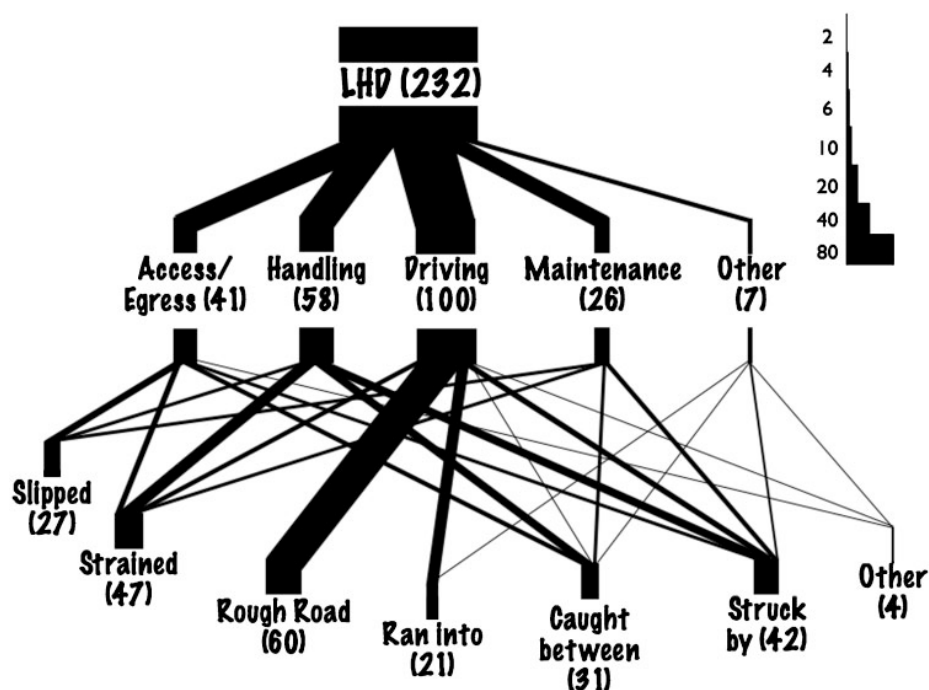 LHD (232)
2
4
6
10
20
40
80
Access/
Egress (41)
Handling
(58)
Driving
(100)
Maintenance
(26)
Other
(7)
Slipped
(27)
Strained
(47)
Rough Road
(60)
Ran into
(21)
Caught
between
(31)
Struck
by (42)
Other
(4)